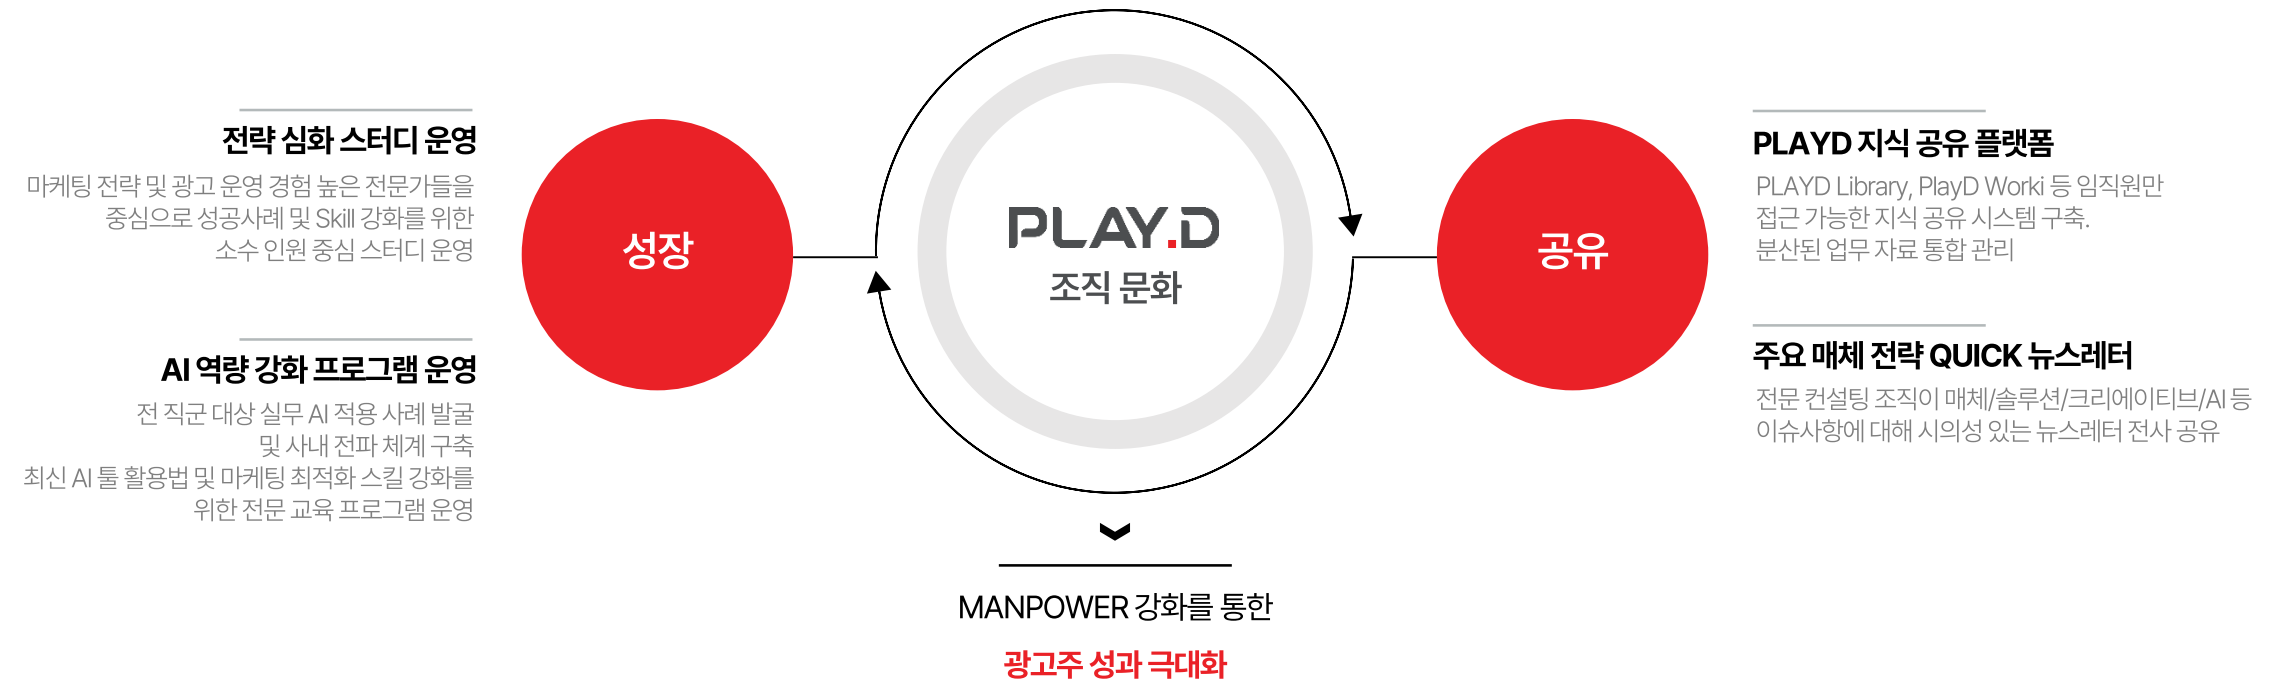 전략 심화 스터디 운영
마케팅 전략 및 광고 운영 경험 높은 전문가들을
중심으로 성공사례 및 Skill 강화를 위한
소수 인원 중심 스터디 운영
AI 역량 강화 프로그램 운영
전 직군 대상 실무 AI 적용 사례 발굴
및 사내 전파 체계 구축
최신 AI 툴 활용법 및 마케팅 최적화 스킬 강화를
위한 전문 교육 프로그램 운영
성장
PLAY.D
조직 문화
공유
PLAYD 지식 공유 플랫폼
PLAYD Library, PlayD Worki 등 임직원만
접근 가능한 지식 공유 시스템 구축.
분산된 업무 자료 통합 관리
주요 매체 전략 QUICK 뉴스레터
전문 컨설팅 조직이 매체/솔루션/크리에이티브/AI 등
이슈사항에 대해 시의성 있는 뉴스레터 전사 공유
MANPOWER 강화를 통한
광고주 성과 극대화